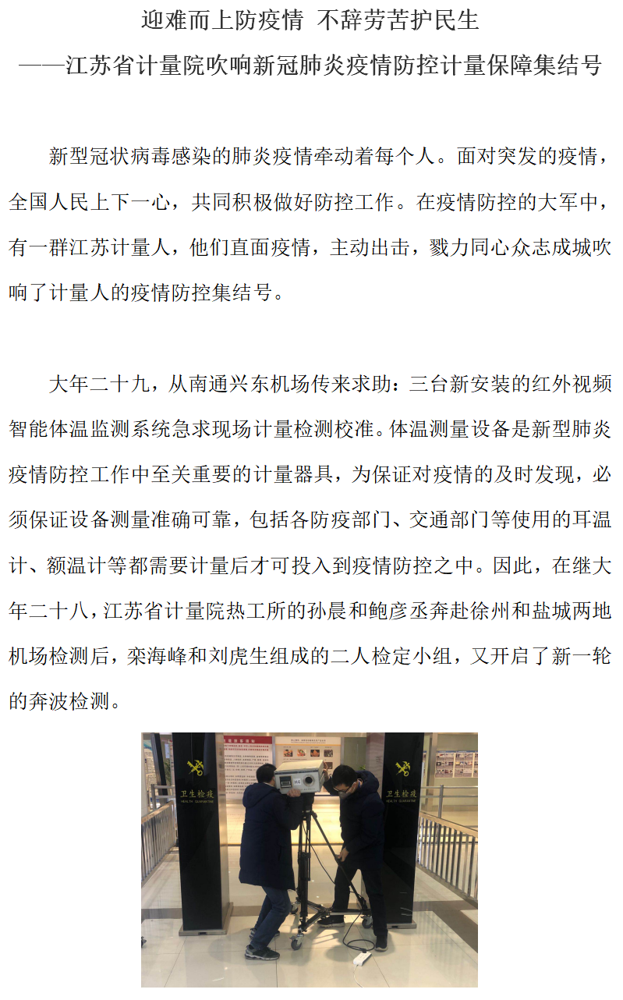 迎难而上防疫情 不辞劳苦护民生
——江苏省计量院吹响新冠肺炎疫情防控计量保障集结号
新型冠状病毒感染的肺炎疫情牵动着每个人。面对突发的疫情，
全国人民上下一心，共同积极做好防控工作。在疫情防控的大军中，
有一群江苏计量人，他们直面疫情，主动出击，戮力同心众志成城吹
响了计量人的疫情防控集结号。
大年二十九，从南通兴东机场传来求助：三台新安装的红外视频
智能体温监测系统急求现场计量检测校准。体温测量设备是新型肺炎
疫情防控工作中至关重要的计量器具，为保证对疫情的及时发现，必
须保证设备测量准确可靠，包括各防疫部门、交通部门等使用的耳温
计、额温计等都需要计量后才可投入到疫情防控之中。因此，在继大
年二十八，江苏省计量院热工所的孙晨和鲍彦丞奔赴徐州和盐城两地
机场检测后，栾海峰和刘虎生组成的二人检定小组，又开启了新一轮
的奔波检测。
卫生检疫
HEALTH QUARANTINE
H4
卫生检疫
HEALTH QUARANTINE